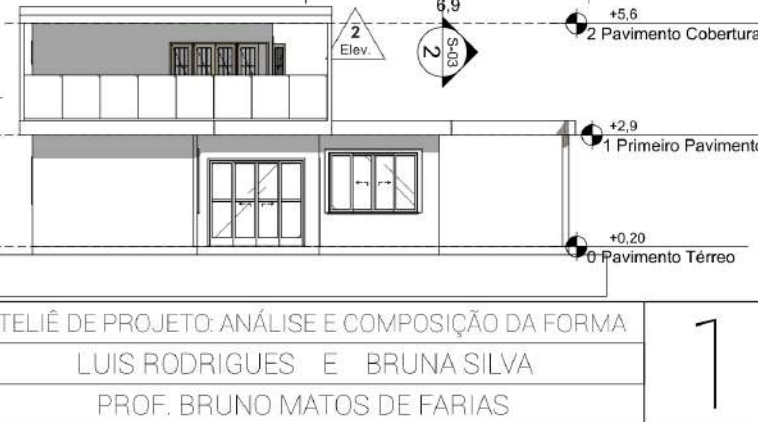 6,9
+5,6
2 Pavimento Cobertura
2
Elev.
2
S-03
+2,9
1 Primeiro Pavimento
+0,20
0 Pavimento Térreo
TELIÊ DE PROJETO: ANÁLISE E COMPOSIÇÃO DA FORMA
1
LUIS RODRIGUES E BRUNA SILVA
PROF. BRUNO MATOS DE FARIAS